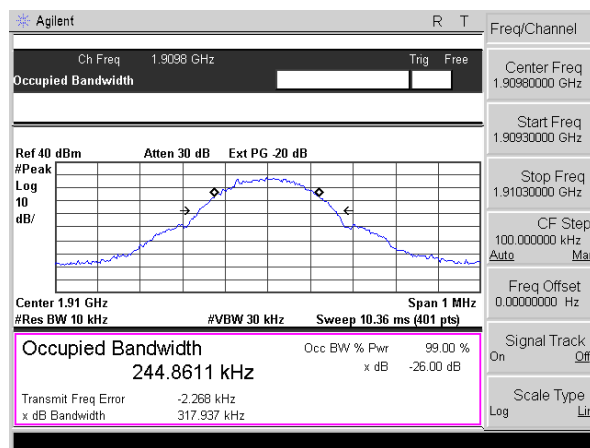 Agilent R T
Ch Freq 1.9098 GHz Trig Free
Occupied Bandwidth
Ref 40 dBm Atten 30 dB Ext PG -20 dB
#Peak
Log
10
dB/
Center 1.91 GHz Span 1 MHz
#Res BW 10 kHz #VBW 30 kHz Sweep 10.36 ms (401 pts)
Occupied Bandwidth Occ BW % Pwr 99.00 %
244.8611 kHz x dB -26.00 dB
Transmit Freq Error -2.268 kHz
x dB Bandwidth 317.937 kHz
Freq/Channel
Center Freq
1.90980000 GHz
Start Freq
1.90930000 GHz
Stop Freq
1.91030000 GHz
CF Step
100.000000 kHz
Auto Ma
Freq Offset
0.00000000 Hz
Signal Track
On Off
Scale Type
Log Lin